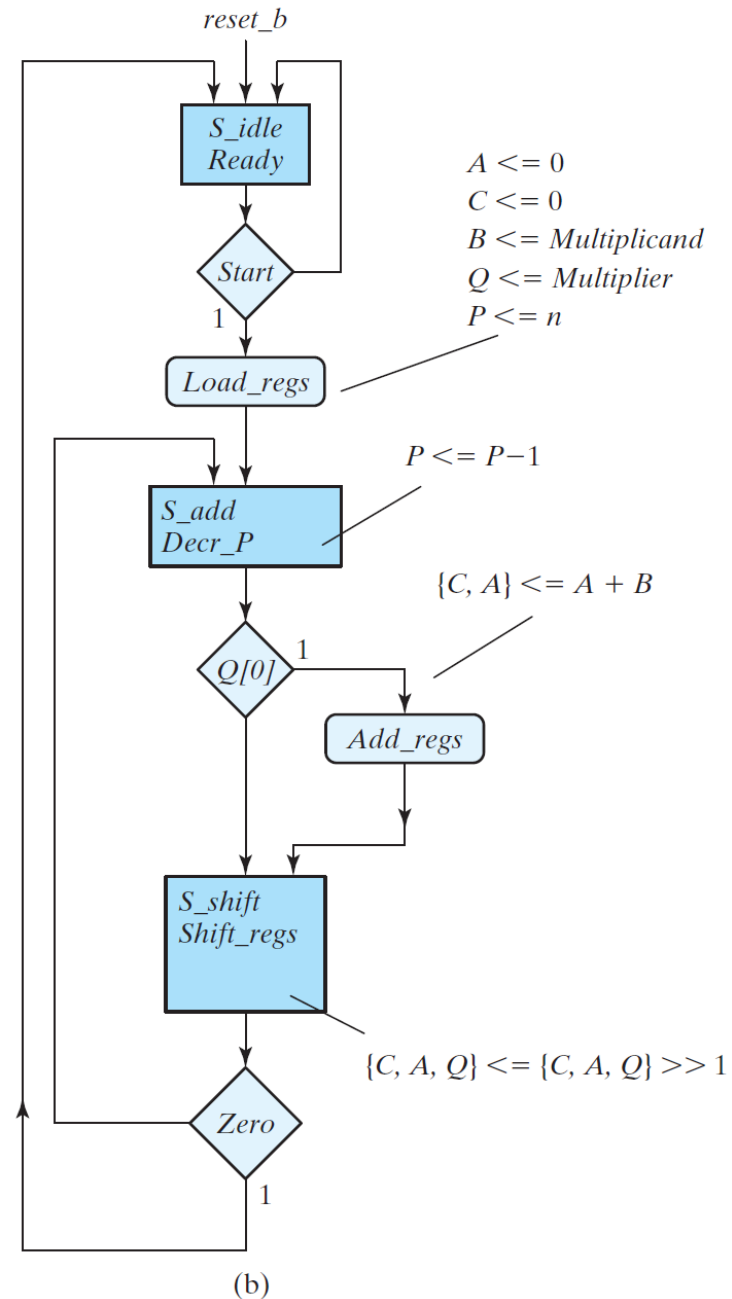 reset_b
S_idle
Ready
A <= 0
C <= 0
B <= Multiplicand
Q <= Multiplier
P <= n
Start
1
Load_regs
P <= P−1
S_add
Decr_P
{C, A} <= A + B
Q[0]
1
Add_regs
S_shift
Shift_regs
{C, A, Q} <= {C, A, Q} >> 1
Zero
1
(b)